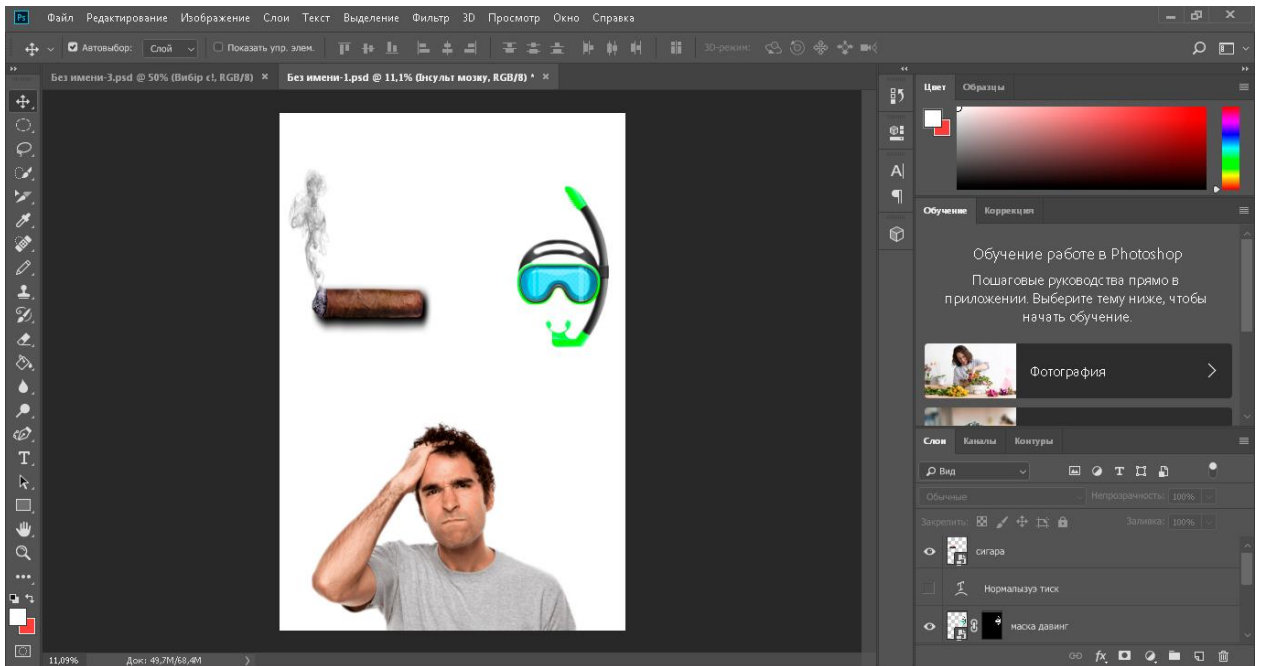 Ps Файл Редактирование Изображение Слои Текст Выделение Фильтр 3D Просмотр Окно Справка
Автовыбор: Слой Показать упр. элем. 3D-режим:
Без имени-3.psd @ 50% (Вибір є!, RGB/8) × Без имени-1.psd @ 11,1% (Інсульт мозку, RGB/8) * ×
Цвет Образцы
Обучение Коррекция
Обучение работе в Photoshop
Пошаговые руководства прямо в
приложении. Выберите тему ниже, чтобы
начать обучение.
Фотография
Слои Каналы Контуры
Вид
Обычные Непрозрачность: 100%
Закрепить: Заливка: 100%
сигара
Нормальызуэ тиск
маска давинг
11,09% Док: 49,7M/68,4M